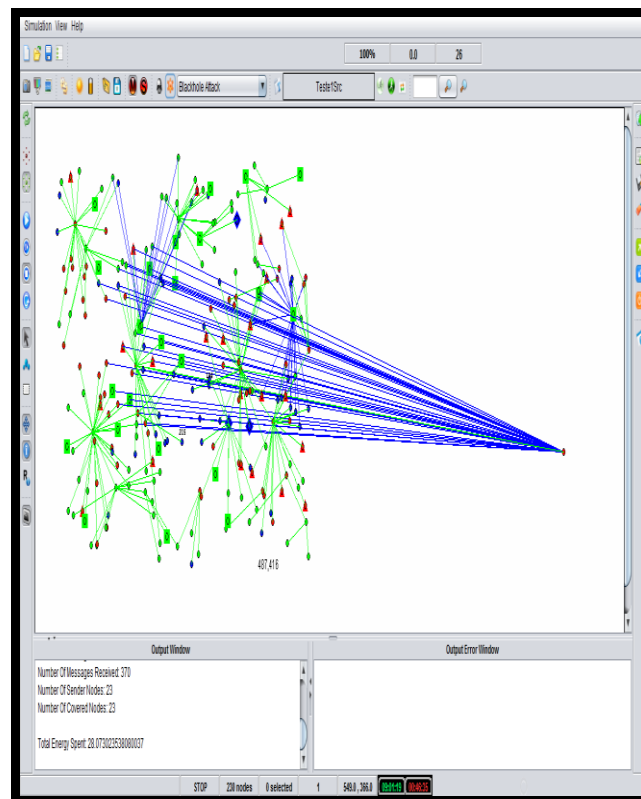 Simulation View Help
100% 0.0 26
Blackhole Attack Teste1Src
487,416
Output Window Output Error Window
Number Of Messages Received: 370
Number Of Sender Nodes: 23
Number Of Covered Nodes: 23
Total Energy Spent: 28.073023538080037
STOP 230 nodes 0 selected 1 549.0 , 366.0